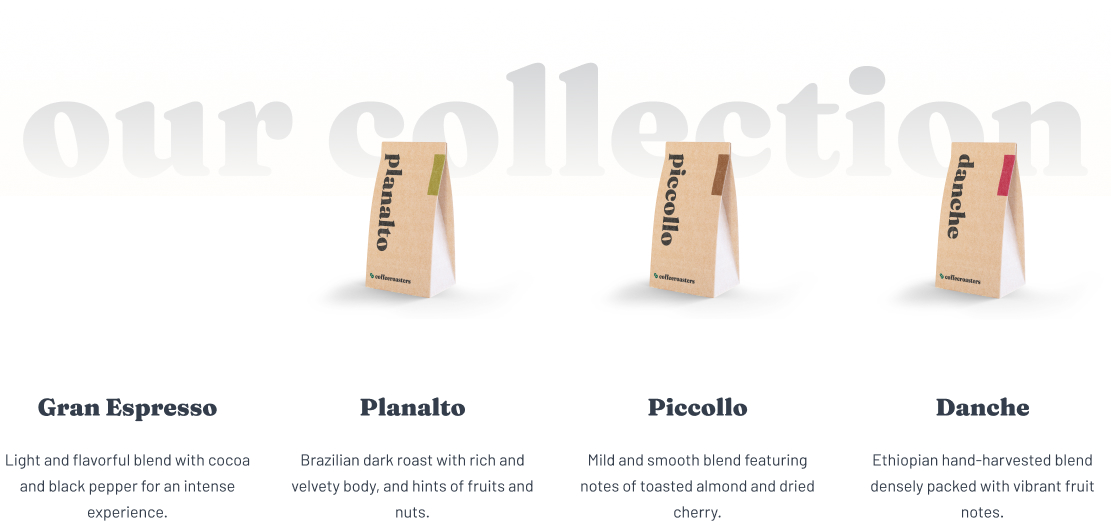 our collection
planalto
coffeeroasters
piccollo
coffeeroasters
danche
coffeeroasters
Gran Espresso
Light and flavorful blend with cocoa
and black pepper for an intense
experience.
Planalto
Brazilian dark roast with rich and
velvety body, and hints of fruits and
nuts.
Piccollo
Mild and smooth blend featuring
notes of toasted almond and dried
cherry.
Danche
Ethiopian hand-harvested blend
densely packed with vibrant fruit
notes.